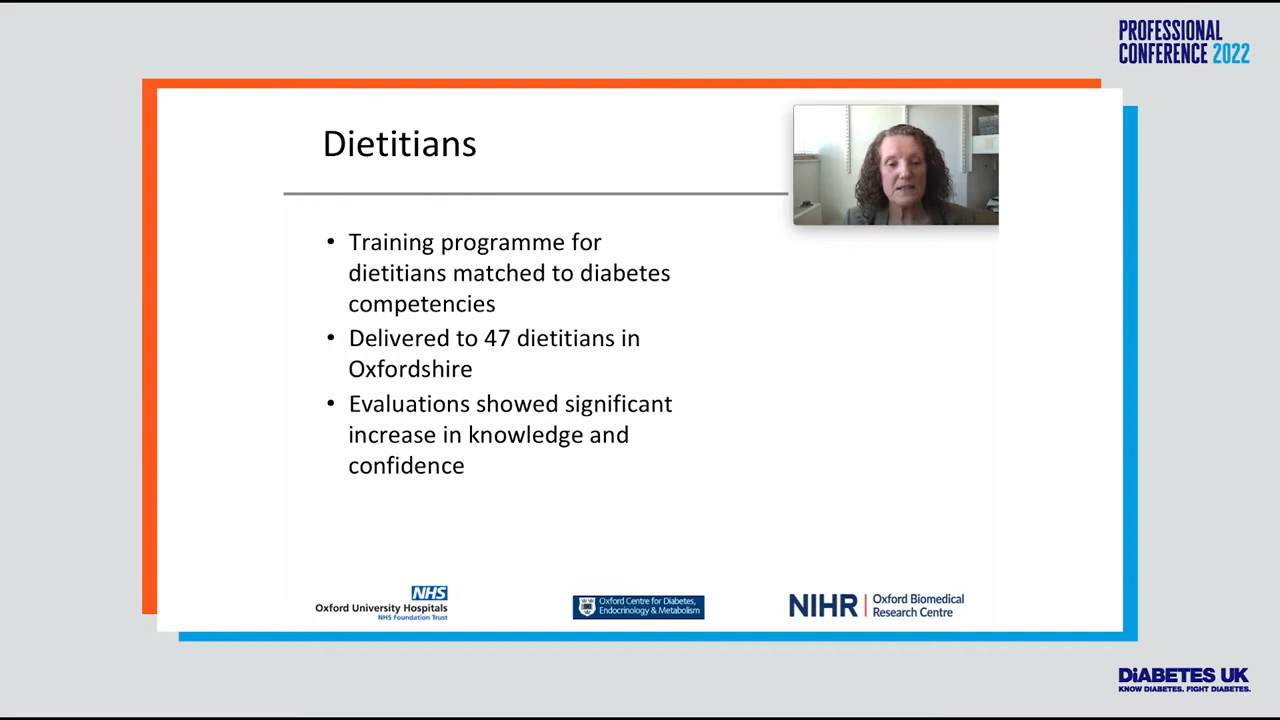 PROFESSIONAL
CONFERENCE 2022
Dietitians
• Training programme for
dietitians matched to diabetes
competencies
• Delivered to 47 dietitians in
Oxfordshire
• Evaluations showed significant
increase in knowledge and
confidence
NHS
Oxford University Hospitals
NHS Foundation Trust
Oxford Centre for Diabetes,
Endocrinology & Metabolism
NIHR
Oxford Biomedical
Research Centre
DiABETES UK
KNOW DIABETES. FIGHT DIABETES.